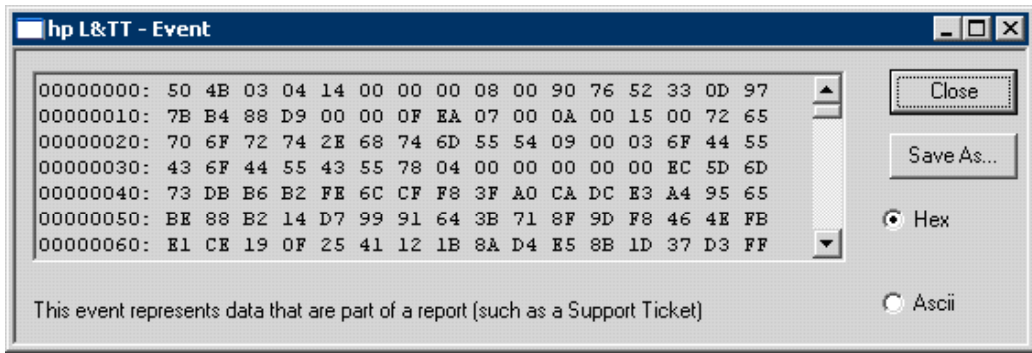 hp L&TT - Event
00000000: 50 4B 03 04 14 00 00 00 08 00 90 76 52 33 0D 97
00000010: 7B B4 88 D9 00 00 0F EA 07 00 0A 00 15 00 72 65
00000020: 70 6F 72 74 2E 68 74 6D 55 54 09 00 03 6F 44 55
00000030: 43 6F 44 55 43 55 78 04 00 00 00 00 00 EC 5D 6D
00000040: 73 DB B6 B2 FE 6C CF F8 3F A0 CA DC E3 A4 95 65
00000050: BE 88 B2 14 D7 99 91 64 3B 71 8F 9D F8 46 4E FB
00000060: E1 CE 19 0F 25 41 12 1B 8A D4 E5 8B 1D 37 D3 FF
Close
Save As...
Hex
Ascii
This event represents data that are part of a report (such as a Support Ticket)